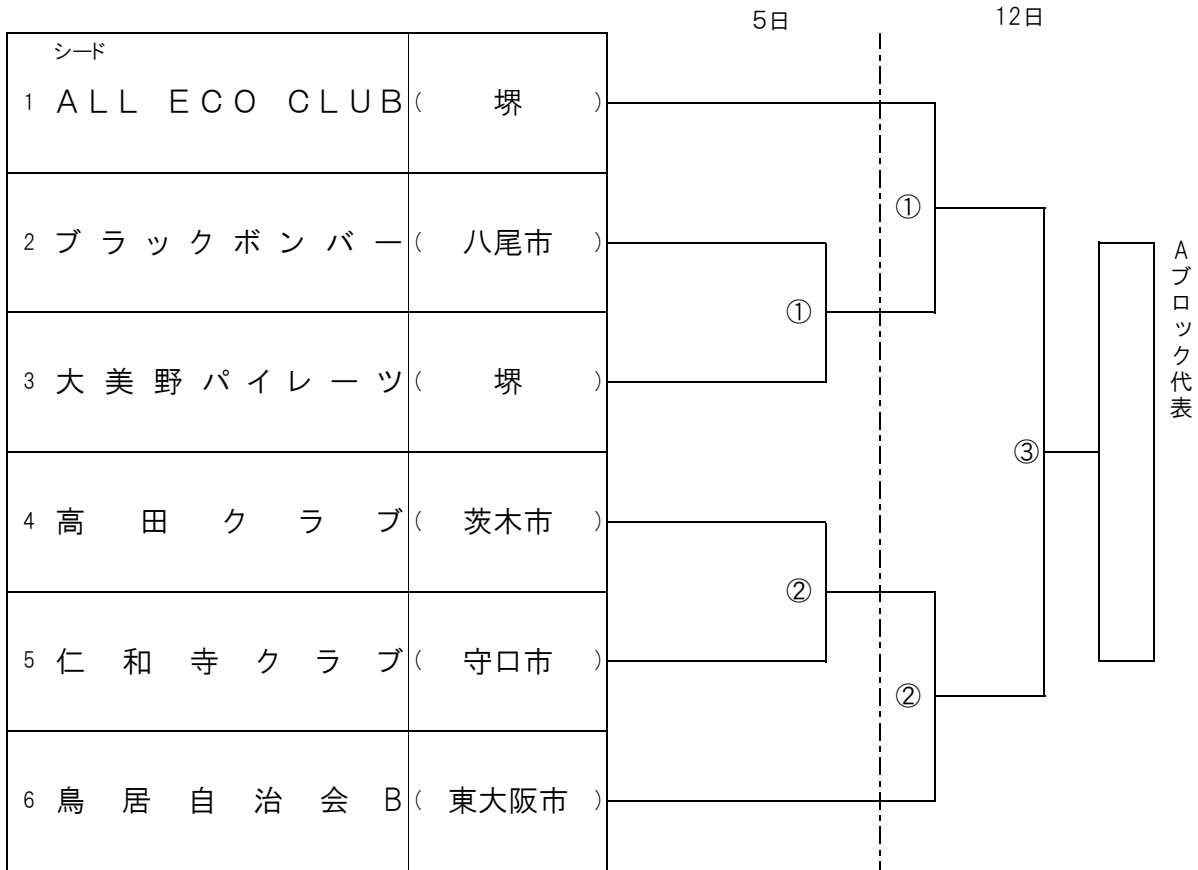 5日 12日
シード
1 ALL ECO CLUB ( 堺 )
①
2 ブラックボンバー ( 八尾市 )
①
3 大美野パイレーツ ( 堺 )
③
4 高田クラブ ( 茨木市 )
②
5 仁和寺クラブ ( 守口市 )
②
6 鳥居自治会B ( 東大阪市 )
Aブロック代表